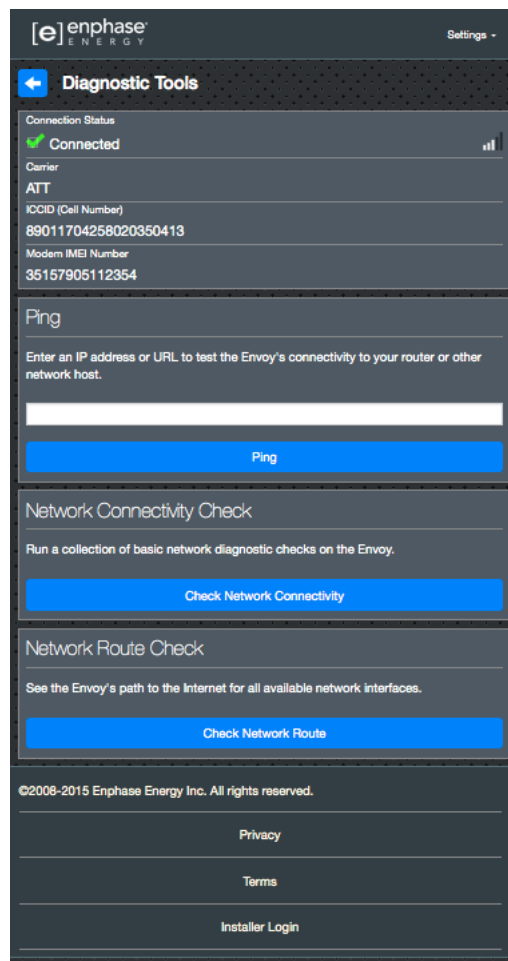 [e] enphase
ENERGY
Settings
Diagnostic Tools
Connection Status
Connected
Carrier
ATT
ICCID (Cell Number)
89011704258020350413
Modem IMEI Number
35157905112354
Ping
Enter an IP address or URL to test the Envoy's connectivity to your router or other
network host.
Ping
Network Connectivity Check
Run a collection of basic network diagnostic checks on the Envoy.
Check Network Connectivity
Network Route Check
See the Envoy's path to the Internet for all available network interfaces.
Check Network Route
©2008-2015 Enphase Energy Inc. All rights reserved.
Privacy
Terms
Installer Login